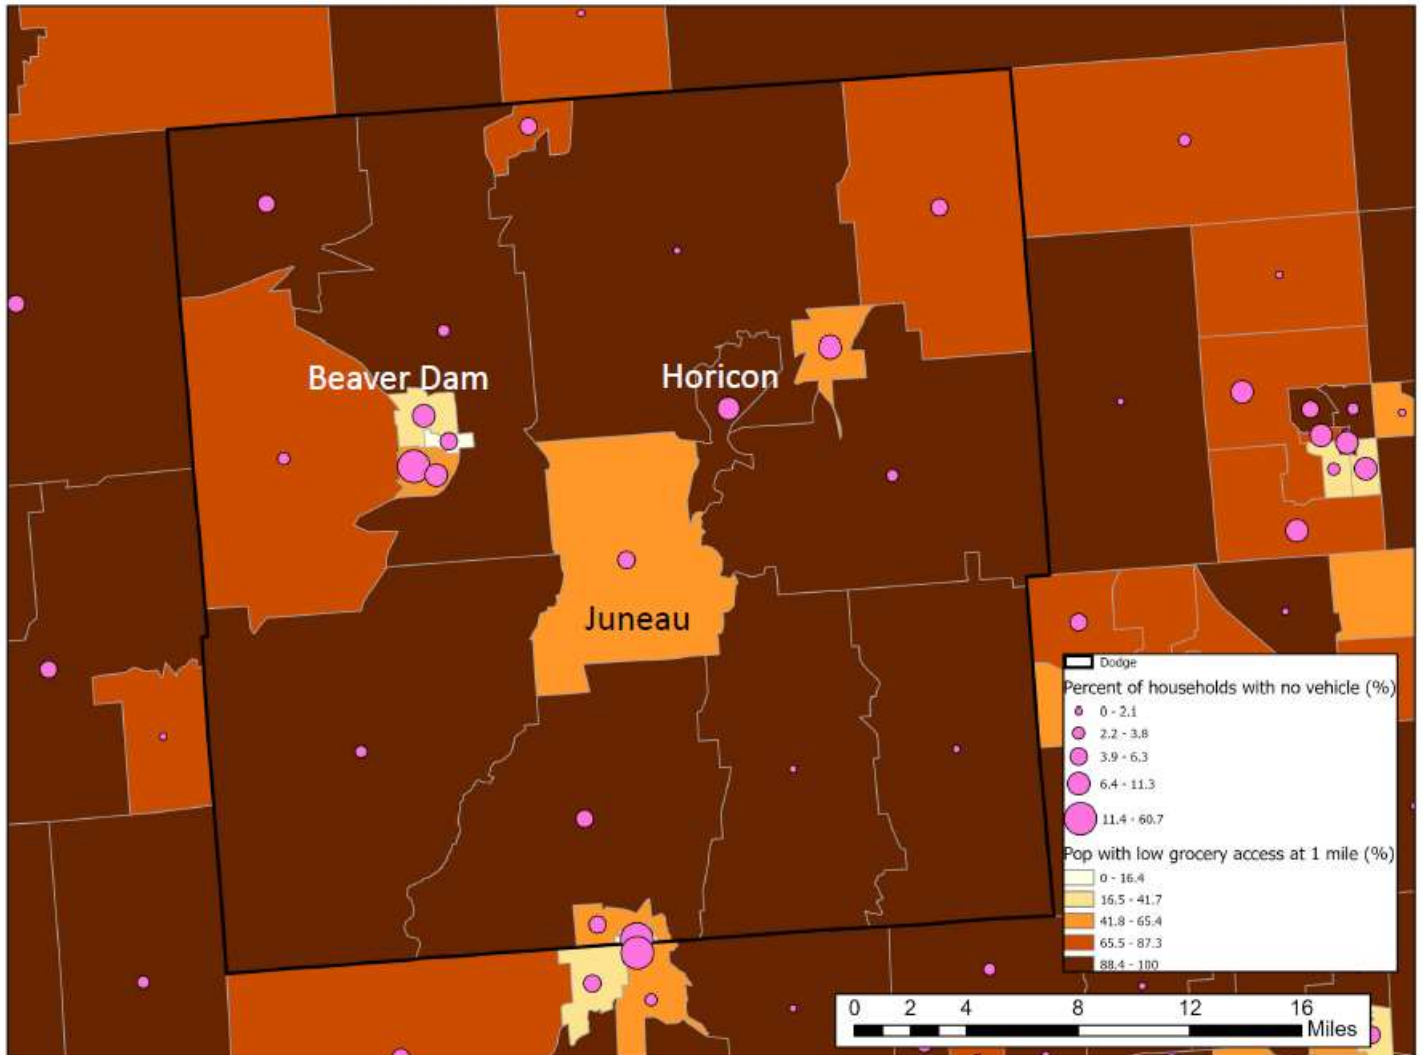 Beaver Dam
Horicon
Juneau
Dodge
Percent of households with no vehicle (%)
0 - 2.1
2.2 - 3.8
3.9 - 6.3
6.4 - 11.3
11.4 - 60.7
Pop with low grocery access at 1 mile (%)
0 - 16.4
16.5 - 41.7
41.8 - 65.4
65.5 - 87.3
88.4 - 100
0 2 4 8 12 16
Miles